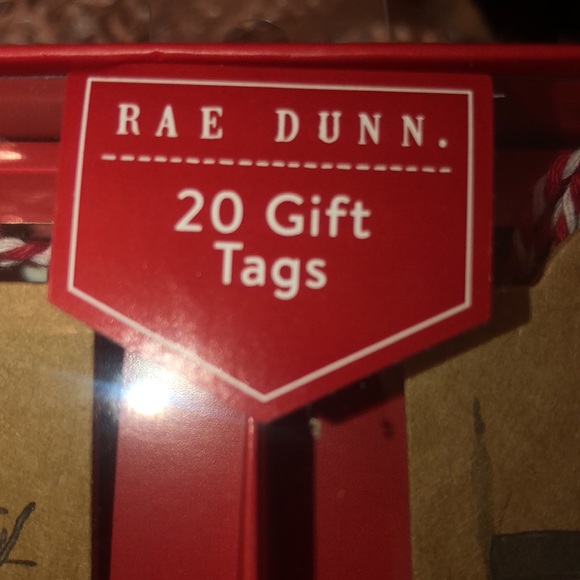 RAE DUNN.
20 Gift
Tags